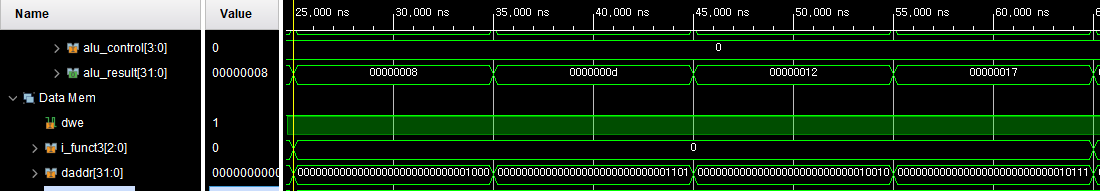 Name Value 25,000 ns 30,000 ns 35,000 ns 40,000 ns 45,000 ns 50,000 ns 55,000 ns 60,000 ns
alu_control[3:0] 0 0
alu_result[31:0] 00000008 00000008 0000000d 00000012 00000017
Data Mem
dwe 1
i_funct3[2:0] 0 0
daddr[31:0] 0000000000 00000000000000000000000000001000 00000000000000000000000000001101 00000000000000000000000000010010 00000000000000000000000000010111